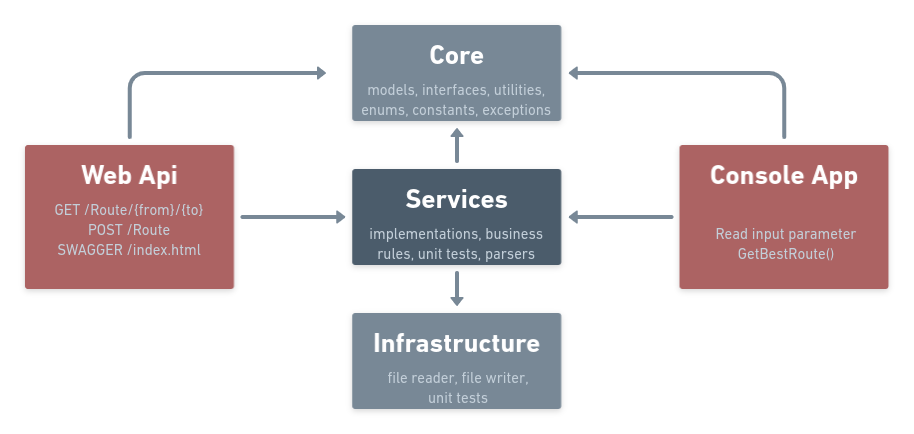 Core
models, interfaces, utilities,
enums, constants, exceptions
Web Api
GET /Route/{from}/{to}
POST /Route
SWAGGER /index.html
Services
implementations, business
rules, unit tests, parsers
Console App
Read input parameter
GetBestRoute()
Infrastructure
file reader, file writer,
unit tests